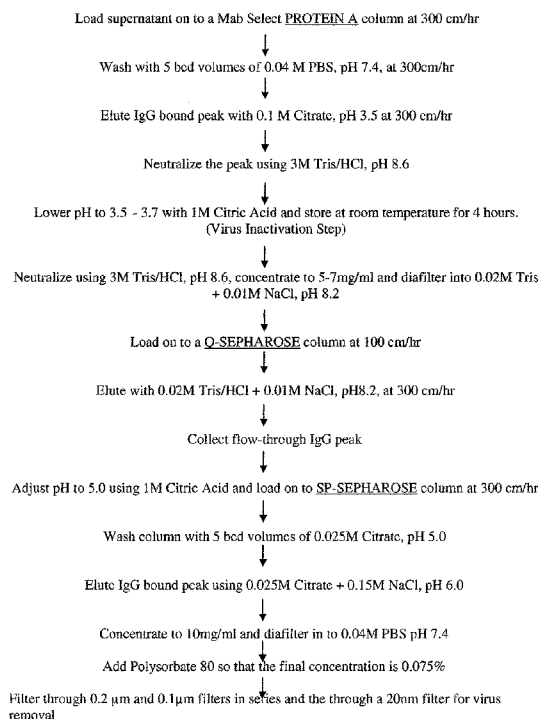 Load supernatant on to a Mab Select PROTEIN A column at 300 cm/hr
Wash with 5 bed volumes of 0.04 M PBS, pH 7.4, at 300cm/hr
Elute IgG bound peak with 0.1 M Citrate, pH 3.5 at 300 cm/hr
Neutralize the peak using 3M Tris/HCl, pH 8.6
Lower pH to 3.5 - 3.7 with 1M Citric Acid and store at room temperature for 4 hours.
(Virus Inactivation Step)
Neutralize using 3M Tris/HCl, pH 8.6, concentrate to 5-7mg/ml and diafilter into 0.02M Tris
+ 0.01M NaCl, pH 8.2
Load on to a Q-SEPHAROSE column at 100 cm/hr
Elute with 0.02M Tris/HCl + 0.01M NaCl, pH8.2, at 300 cm/hr
Collect flow-through IgG peak
Adjust pH to 5.0 using 1M Citric Acid and load on to SP-SEPHAROSE column at 300 cm/hr
Wash column with 5 bed volumes of 0.025M Citrate, pH 5.0
Elute IgG bound peak using 0.025M Citrate + 0.15M NaCl, pH 6.0
Concentrate to 10mg/ml and diafilter in to 0.04M PBS pH 7.4
Add Polysorbate 80 so that the final concentration is 0.075%
Filter through 0.2 µm and 0.1µm filters in series and the through a 20nm filter for virus
removal